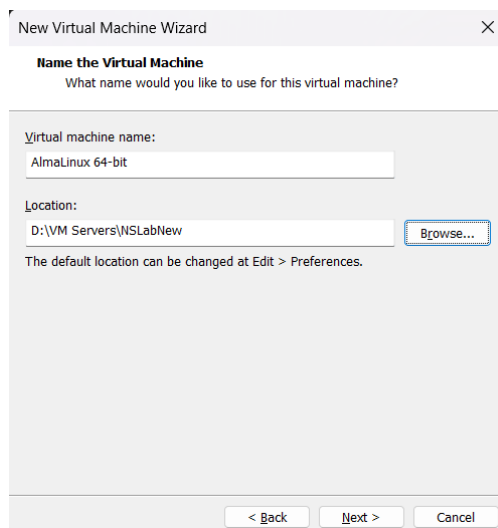 New Virtual Machine Wizard
Name the Virtual Machine
What name would you like to use for this virtual machine?
Virtual machine name:
AlmaLinux 64-bit
Location:
D:\VM Servers\NSLabNew
Browse...
The default location can be changed at Edit > Preferences.
< Back
Next >
Cancel